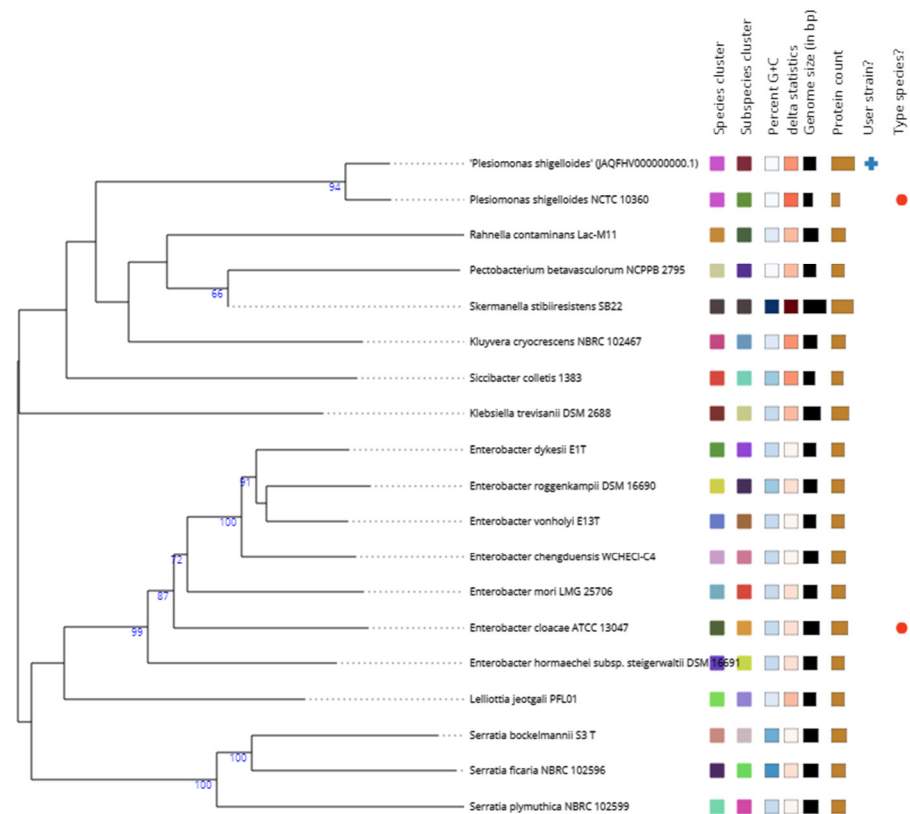 Species cluster
Subspecies cluster
Percent G+C
delta statistics
Genome size (in bp)
Protein count
User strain?
Type species?
'Plesiomonas shigelloides' (JAQFHV000000000.1)
94
Plesiomonas shigelloides NCTC 10360
Rahnella contaminans Lac-M11
Pectobacterium betavasculorum NCPPB 2795
66
Skermanella stibiiresistens SB22
Kluyvera cryocrescens NBRC 102467
Siccibacter colletis 1383
Klebsiella trevisanii DSM 2688
Enterobacter dykesii E1T
91
Enterobacter roggenkampii DSM 16690
100
Enterobacter vonholyi E13T
72
Enterobacter chengduensis WCHECl-C4
87
Enterobacter mori LMG 25706
99
Enterobacter cloacae ATCC 13047
Enterobacter hormaechei subsp. steigerwaltii DSM 16691
Lelliottia jeotgali PFL01
Serratia bockelmannii S3 T
100
Serratia ficaria NBRC 102596
100
Serratia plymuthica NBRC 102599